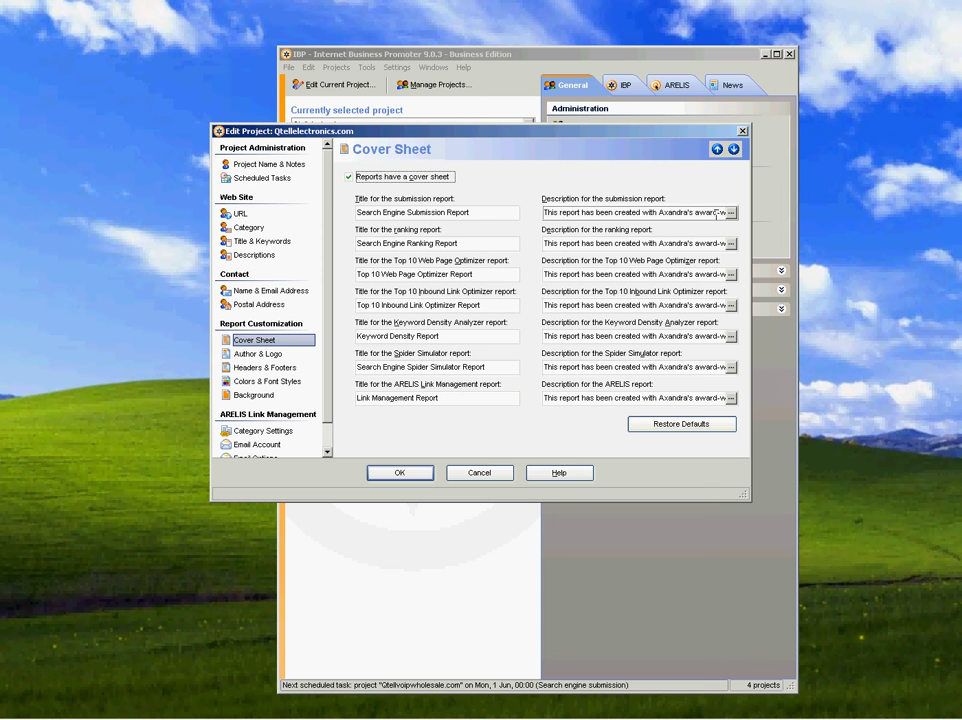 IBP - Internet Business Promoter 9.0.3 - Business Edition
File Edit Projects Tools Settings Windows Help
Edit Current Project... Manage Projects... General IBP ARELIS News
Currently selected project
Administration
Edit Project: Qtellelectronics.com
Project Administration
Project Name & Notes
Scheduled Tasks
Web Site
URL
Category
Title & Keywords
Descriptions
Contact
Name & Email Address
Postal Address
Report Customization
Cover Sheet
Author & Logo
Headers & Footers
Colors & Font Styles
Background
ARELIS Link Management
Category Settings
Email Account
Email Options
Cover Sheet
Reports have a cover sheet
Title for the submission report: Description for the submission report:
Search Engine Submission Report This report has been created with Axandra's award-w ...
Title for the ranking report: Description for the ranking report:
Search Engine Ranking Report This report has been created with Axandra's award-w ...
Title for the Top 10 Web Page Optimizer report: Description for the Top 10 Web Page Optimizer report:
Top 10 Web Page Optimizer Report This report has been created with Axandra's award-w ...
Title for the Top 10 Inbound Link Optimizer report: Description for the Top 10 Inbound Link Optimizer report:
Top 10 Inbound Link Optimizer Report This report has been created with Axandra's award-w ...
Title for the Keyword Density Analyzer report: Description for the Keyword Density Analyzer report:
Keyword Density Report This report has been created with Axandra's award-w ...
Title for the Spider Simulator report: Description for the Spider Simulator report:
Search Engine Spider Simulator Report This report has been created with Axandra's award-w ...
Title for the ARELIS Link Management report: Description for the ARELIS report:
Link Management Report This report has been created with Axandra's award-w ...
Restore Defaults
OK Cancel Help
Next scheduled task: project "Qtellvoipwholesale.com" on Mon, 1 Jun, 00:00 (Search engine submission) 4 projects